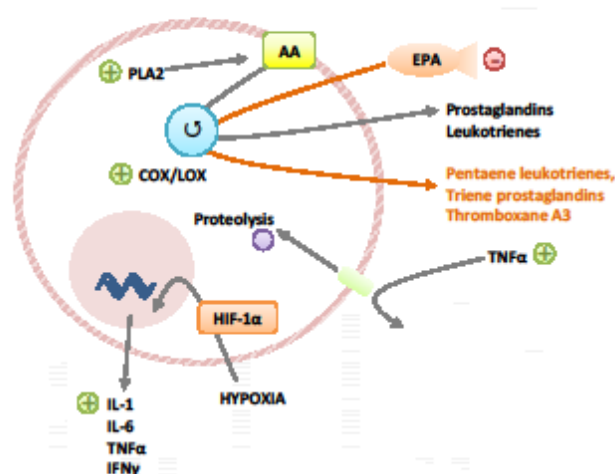 AA
PLA2
EPA
Prostaglandins
Leukotrienes
COX/LOX
Pentaene leukotrienes,
Triene prostaglandins
Thromboxane A3
Proteolysis
TNFα
HIF-1α
HYPOXIA
IL-1
IL-6
TNFα
IFNγ